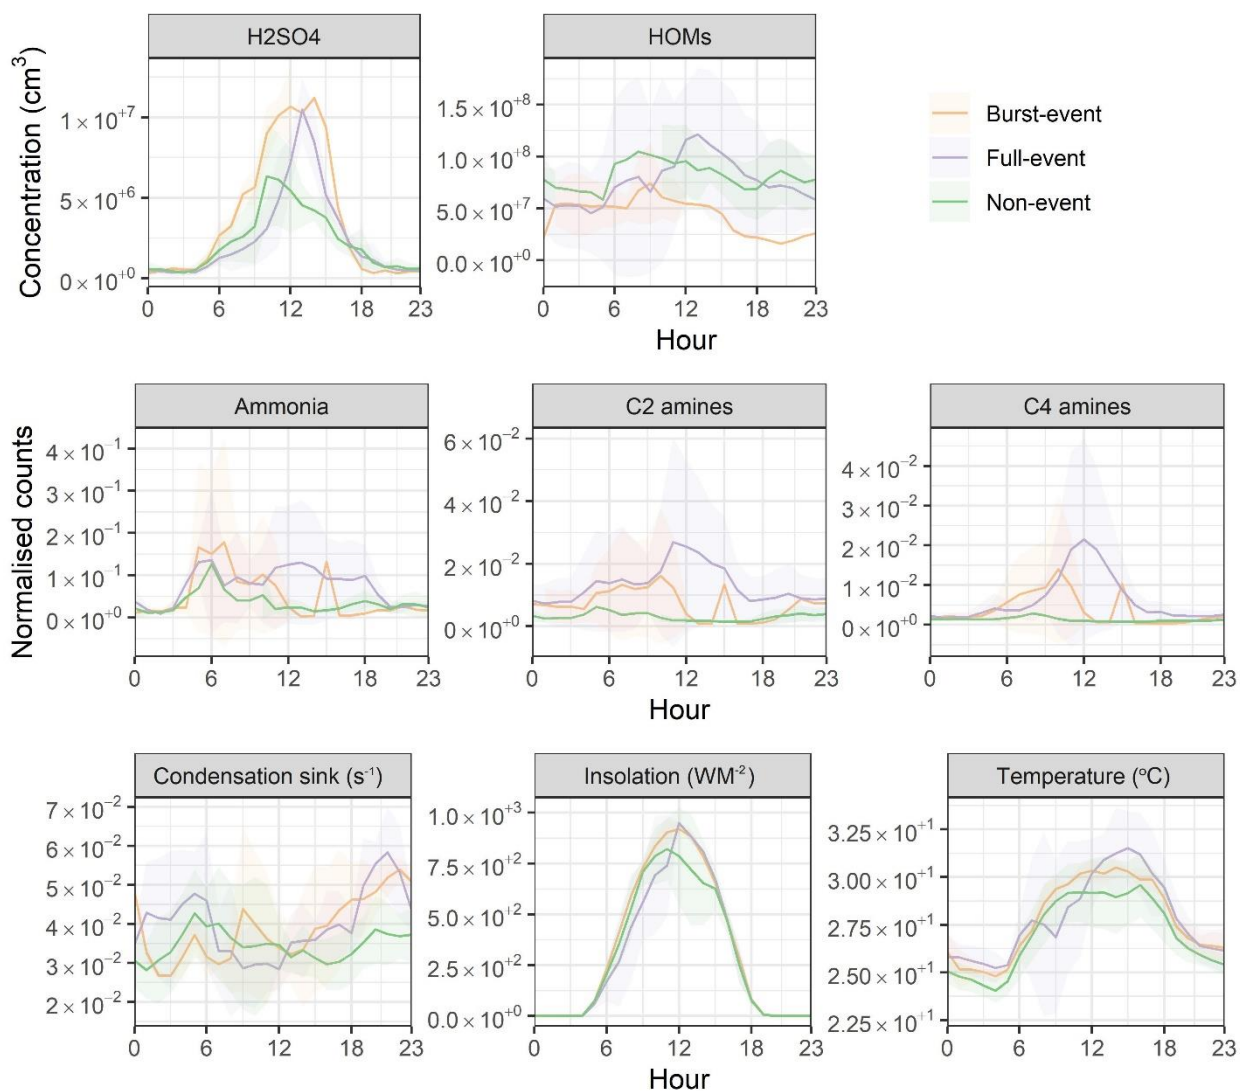 H2SO4
HOMs
Concentration (cm³)
1 × 10⁺⁷
5 × 10⁺⁶
0 × 10⁺⁰
0 6 12 18 23
1.5 × 10⁺⁸
1.0 × 10⁺⁸
5.0 × 10⁺⁷
0.0 × 10⁺⁰
0 6 12 18 23
Hour
Burst-event
Full-event
Non-event
Ammonia
C2 amines
C4 amines
Normalised counts
4 × 10⁻¹
3 × 10⁻¹
2 × 10⁻¹
1 × 10⁻¹
0 × 10⁺⁰
0 6 12 18 23
6 × 10⁻²
4 × 10⁻²
2 × 10⁻²
0 × 10⁺⁰
0 6 12 18 23
4 × 10⁻²
3 × 10⁻²
2 × 10⁻²
1 × 10⁻²
0 × 10⁺⁰
0 6 12 18 23
Hour
Condensation sink (s⁻¹)
Insolation (WM⁻²)
Temperature (°C)
7 × 10⁻²
6 × 10⁻²
5 × 10⁻²
4 × 10⁻²
3 × 10⁻²
2 × 10⁻²
0 6 12 18 23
1.0 × 10⁺³
7.5 × 10⁺²
5.0 × 10⁺²
2.5 × 10⁺²
0.0 × 10⁺⁰
0 6 12 18 23
3.25 × 10⁺¹
3.00 × 10⁺¹
2.75 × 10⁺¹
2.50 × 10⁺¹
2.25 × 10⁺¹
0 6 12 18 23
Hour